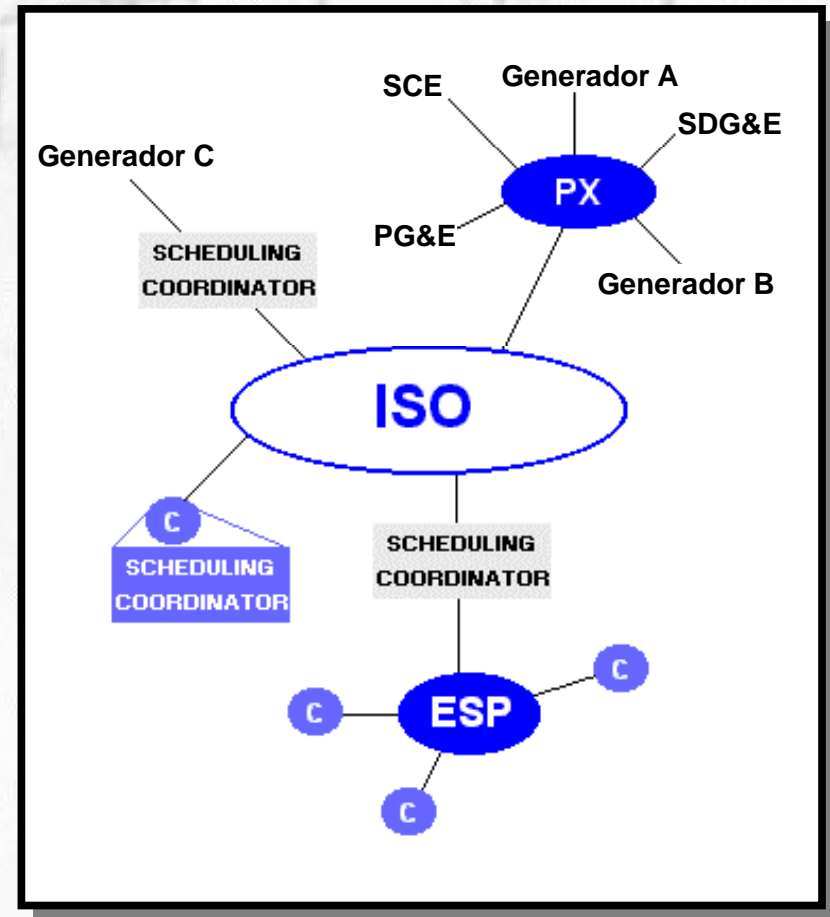 SCE
Generador A
SDG&E
Generador C
PX
PG&E
SCHEDULING
COORDINATOR
Generador B
ISO
C
SCHEDULING
COORDINATOR
SCHEDULING
COORDINATOR
C
C
ESP
C